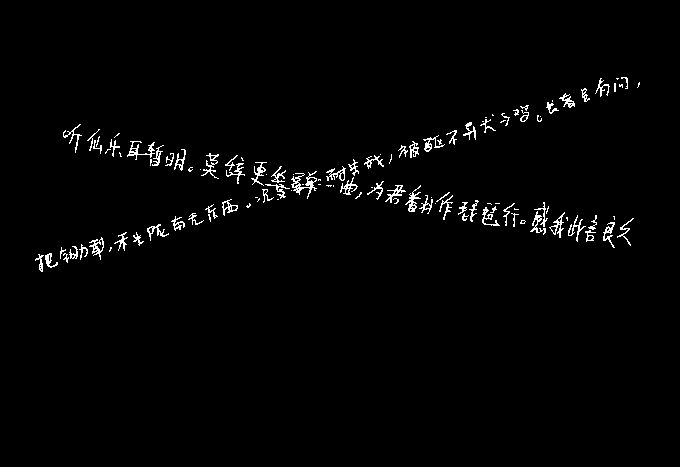 听仙乐耳暂明。莫辞更坐弹一曲,为君翻作琵琶行。感我此言良久
把锄犁,禾生陇亩无东西。况复秦兵耐苦战,被驱不异犬与鸡。长者虽有问,